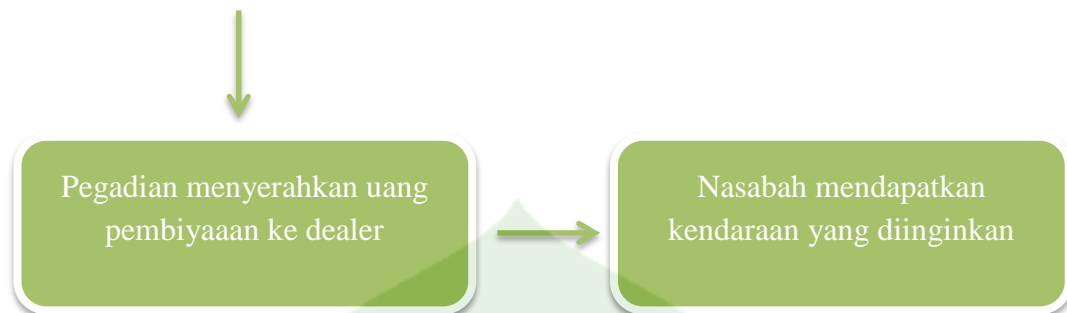 Pegadian menyerahkan uang
pembiyaaan ke dealer
Nasabah mendapatkan
kendaraan yang diinginkan